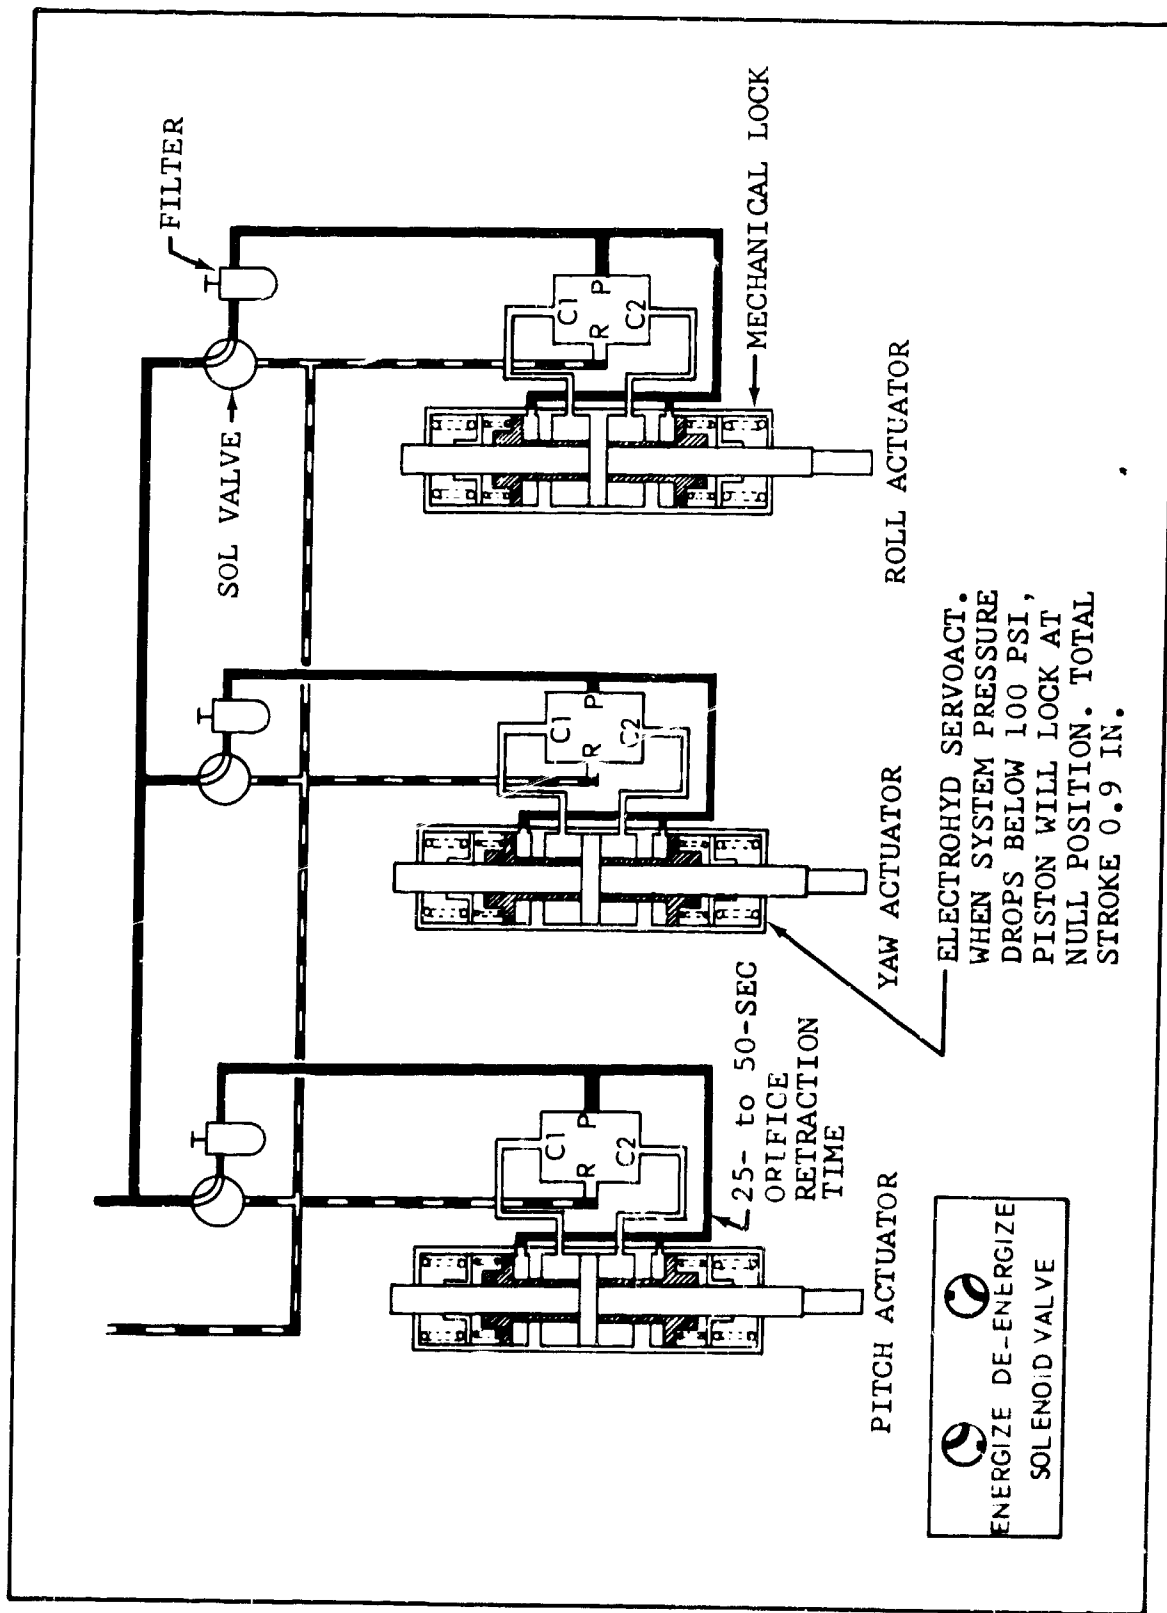 FILTER
SOL VALVE
C1
P
R
C2
MECHANICAL LOCK
ROLL ACTUATOR
C1
P
R
C2
YAW ACTUATOR
ELECTROHYD SERVOACT.
WHEN SYSTEM PRESSURE
DROPS BELOW 100 PSI,
PISTON WILL LOCK AT
NULL POSITION. TOTAL
STROKE 0.9 IN.
C1
P
R
C2
25- to 50-SEC
ORIFICE
RETRACTION
TIME
PITCH ACTUATOR
ENERGIZE DE-ENERGIZE
SOLENOID VALVE